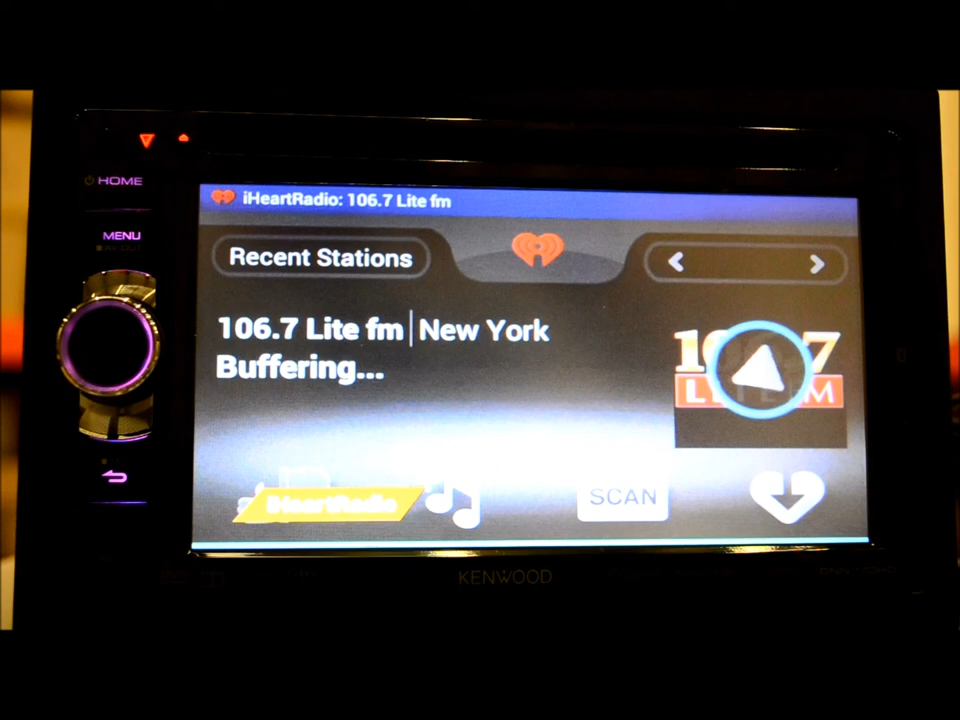 HOME
MENU
iHeartRadio: 106.7 Lite fm
Recent Stations
106.7 Lite fm | New York
Buffering...
iHeartRadio
SCAN
KENWOOD